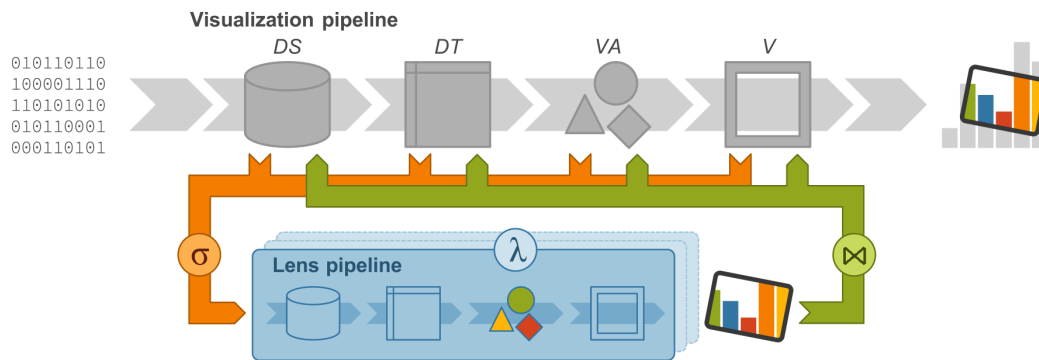 Visualization pipeline
DS DT VA V
010110110
100001110
110101010
010110001
000110101
σ λ ⋈
Lens pipeline